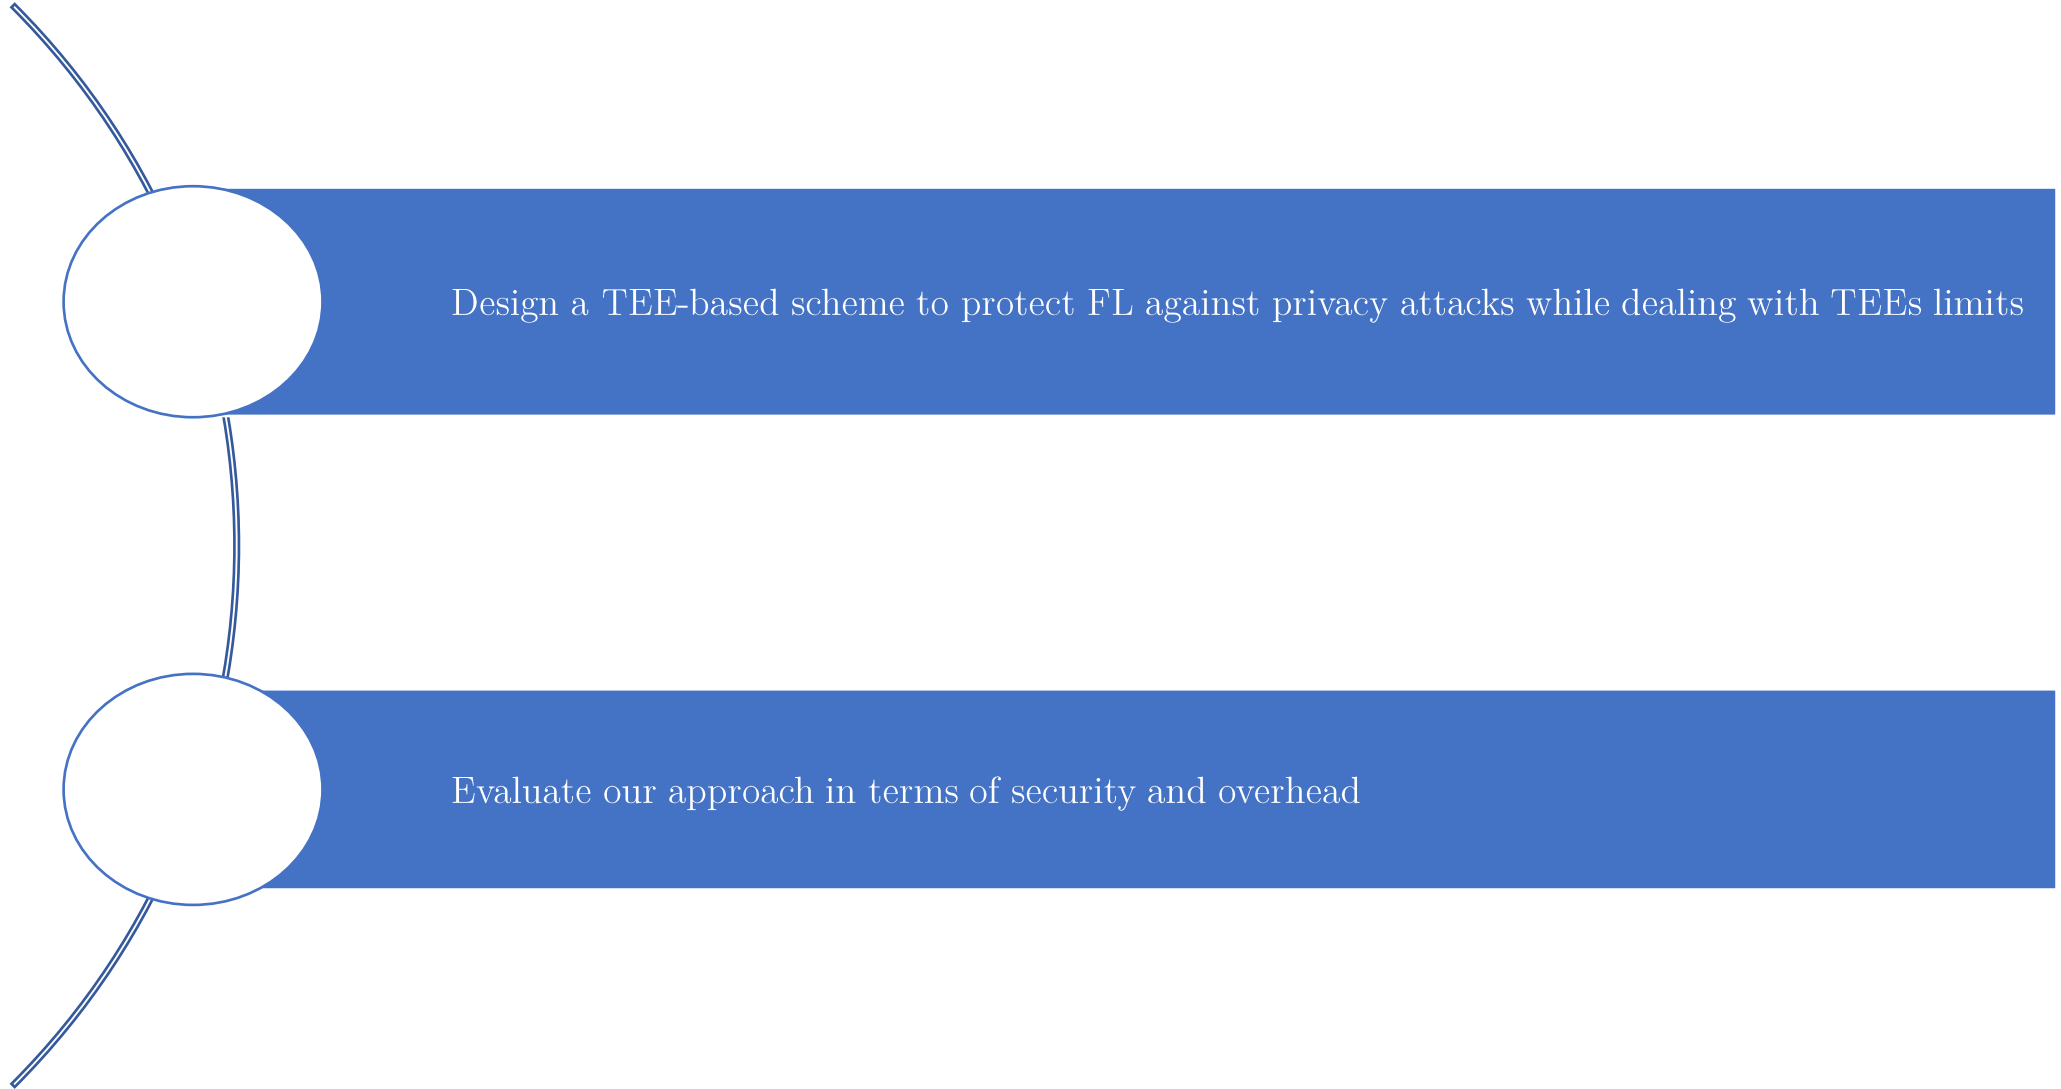 Design a TEE-based scheme to protect FL against privacy attacks while dealing with TEEs limits
Evaluate our approach in terms of security and overhead